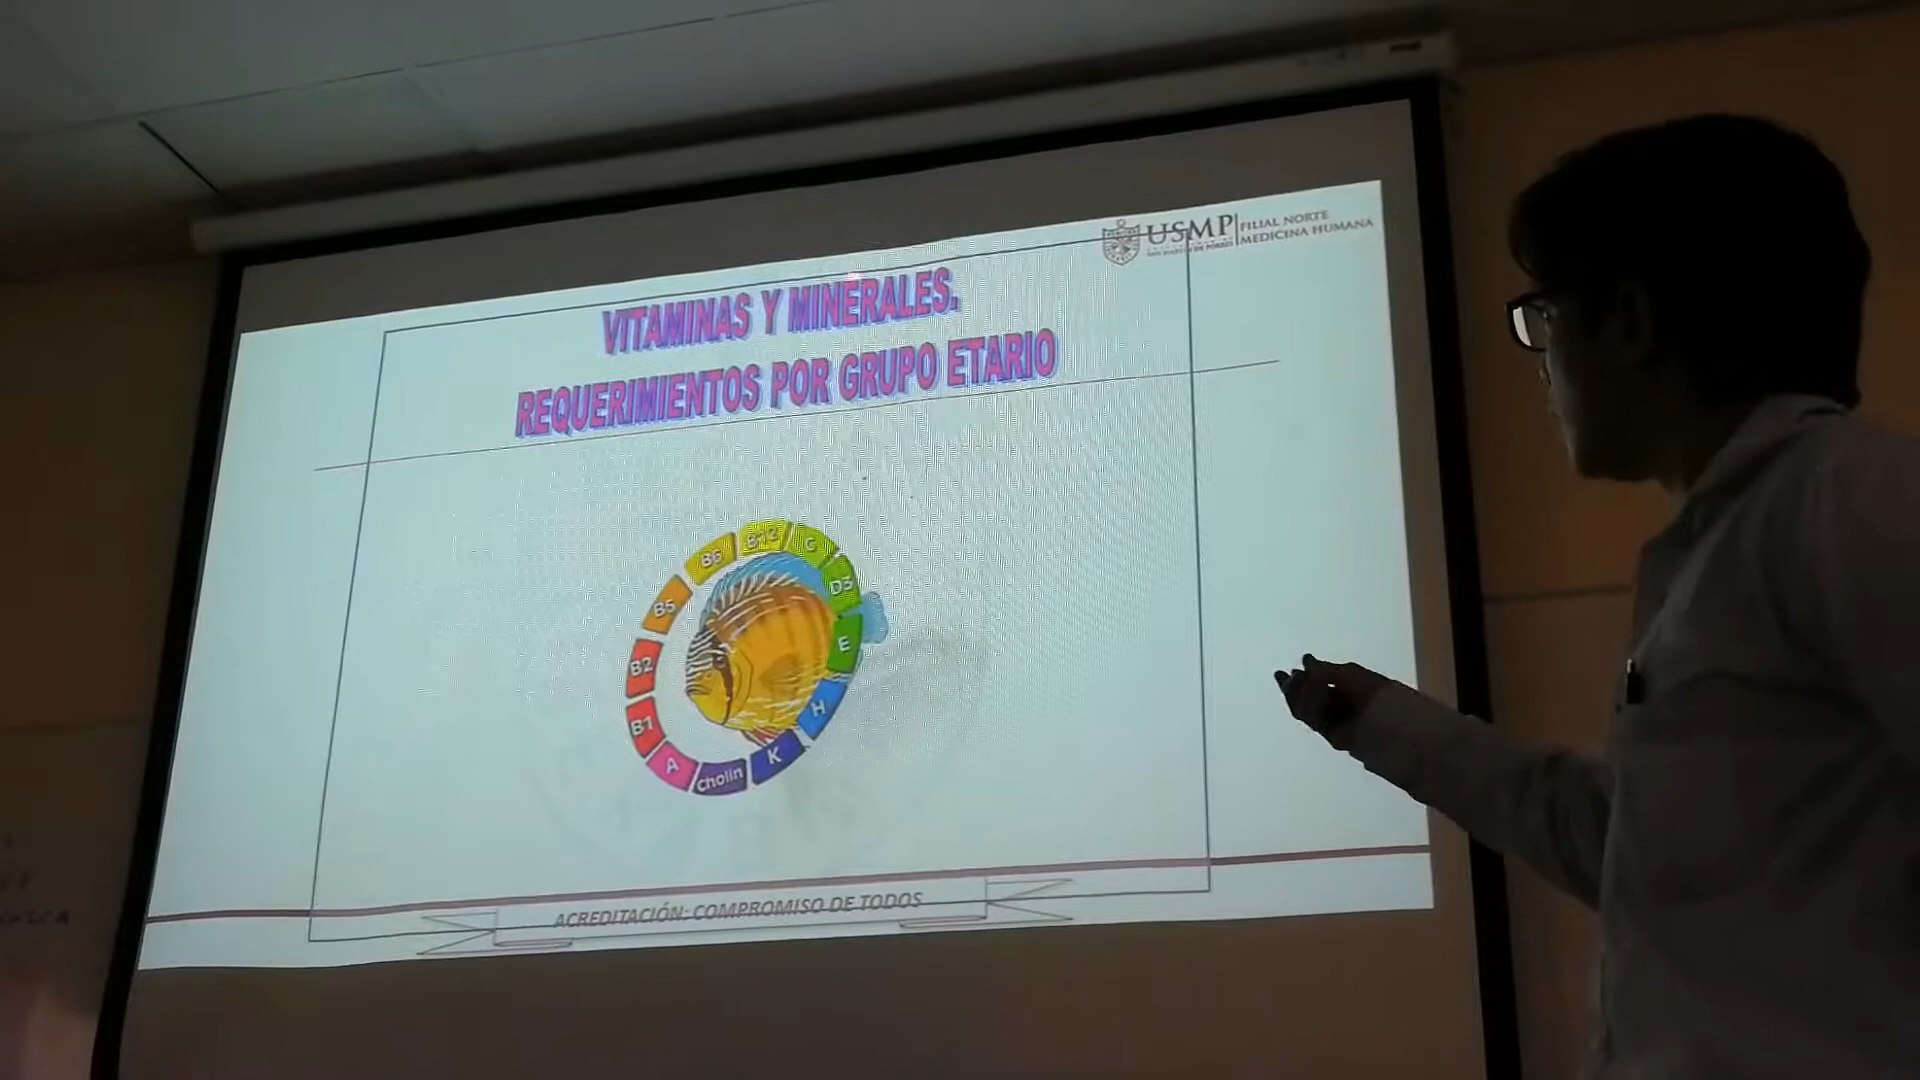 USMP
FILIAL NORTE
MEDICINA HUMANA
VITAMINAS Y MINERALES.
REQUERIMIENTOS POR GRUPO ETARIO
B6
B12
C
D3
E
H
K
Cholin
A
B1
B2
B5
ACREDITACIÓN: COMPROMISO DE TODOS